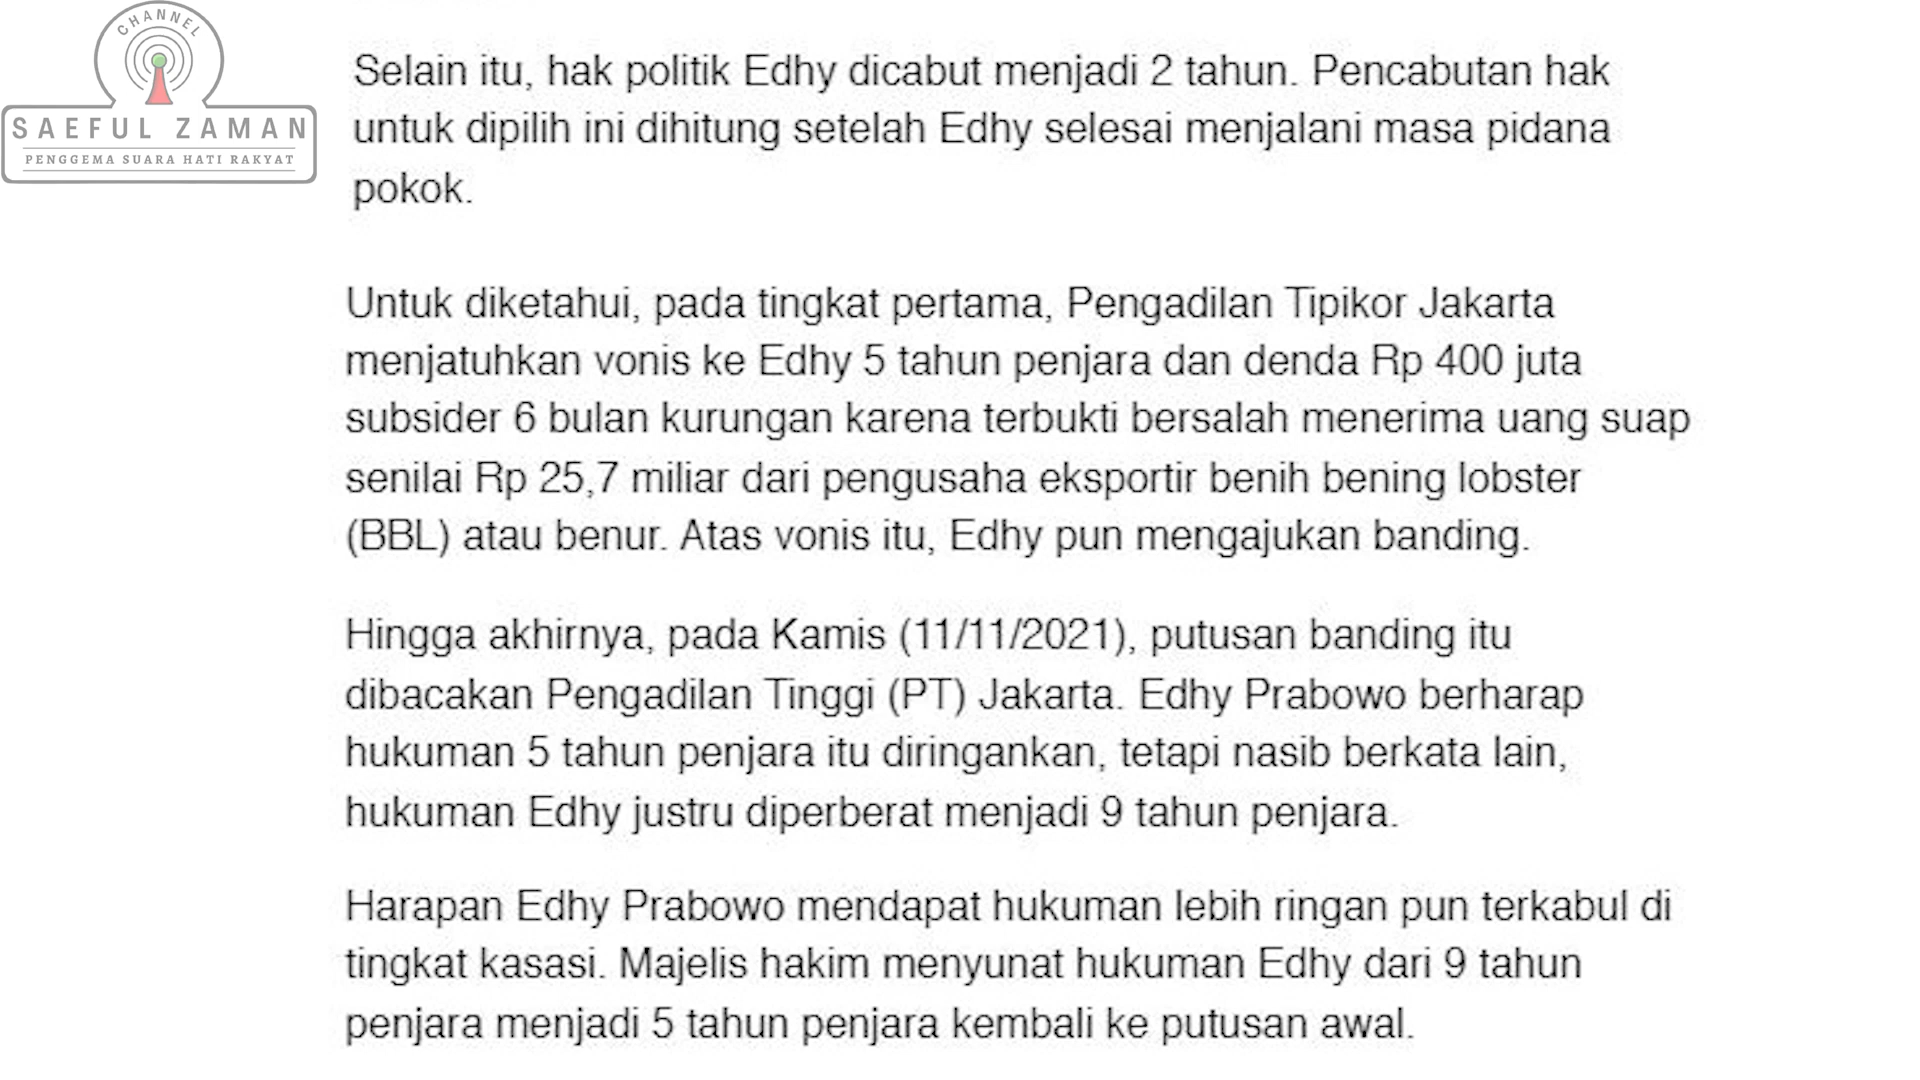 CHANNEL
SAEFUL ZAMAN
PENGGEMA SUARA HATI RAKYAT
Selain itu, hak politik Edhy dicabut menjadi 2 tahun. Pencabutan hak
untuk dipilih ini dihitung setelah Edhy selesai menjalani masa pidana
pokok.
Untuk diketahui, pada tingkat pertama, Pengadilan Tipikor Jakarta
menjatuhkan vonis ke Edhy 5 tahun penjara dan denda Rp 400 juta
subsider 6 bulan kurungan karena terbukti bersalah menerima uang suap
senilai Rp 25,7 miliar dari pengusaha eksportir benih bening lobster
(BBL) atau benur. Atas vonis itu, Edhy pun mengajukan banding.
Hingga akhirnya, pada Kamis (11/11/2021), putusan banding itu
dibacakan Pengadilan Tinggi (PT) Jakarta. Edhy Prabowo berharap
hukuman 5 tahun penjara itu diringankan, tetapi nasib berkata lain,
hukuman Edhy justru diperberat menjadi 9 tahun penjara.
Harapan Edhy Prabowo mendapat hukuman lebih ringan pun terkabul di
tingkat kasasi. Majelis hakim menyunat hukuman Edhy dari 9 tahun
penjara menjadi 5 tahun penjara kembali ke putusan awal.